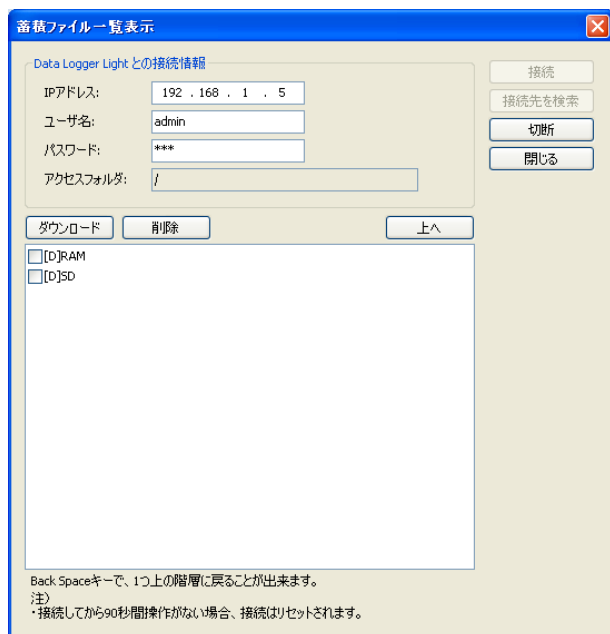 蓄積ファイル一覧表示
Data Logger Light との接続情報
IPアドレス: 192 . 168 . 1 . 5
ユーザ名: admin
パスワード: ***
アクセスフォルダ: /
接続
接続先を検索
切断
閉じる
ダウンロード 削除 上へ
[D]RAM
[D]SD
Back Spaceキーで、1つ上の階層に戻ることが出来ます。
注)
・接続してから90秒間操作がない場合、接続はリセットされます。